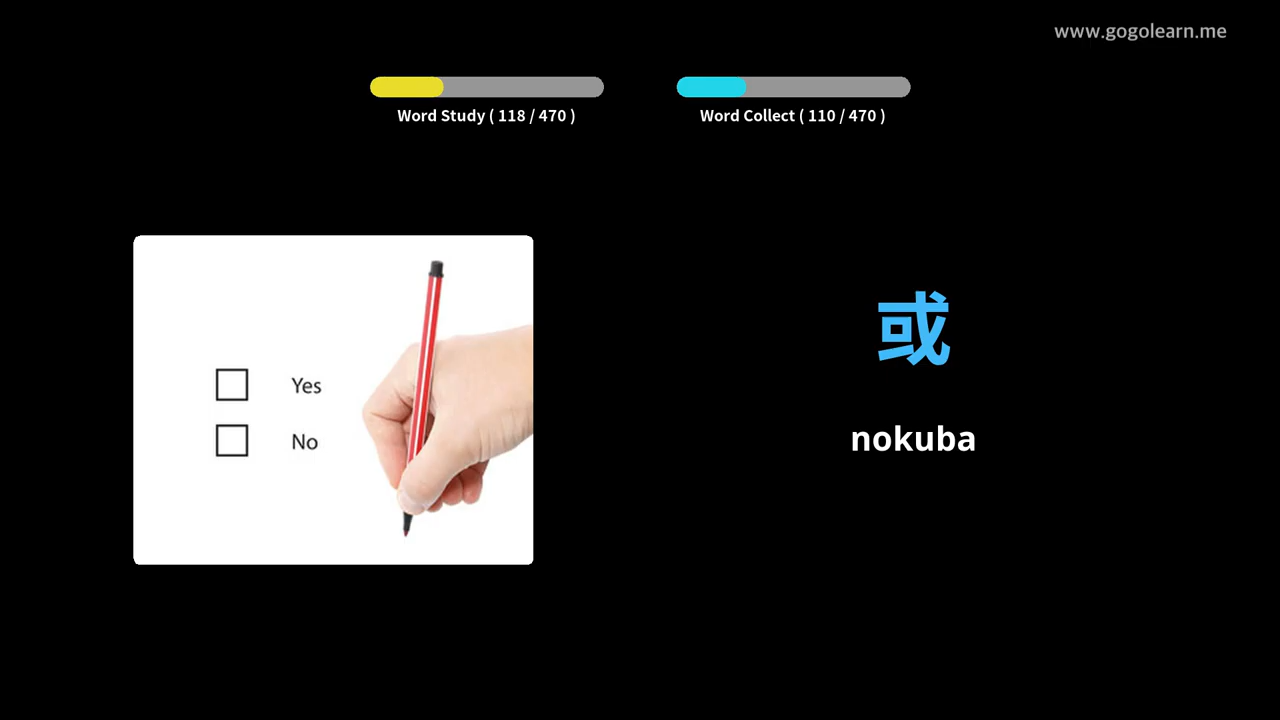 www.gogolearn.me
Word Study ( 118 / 470 )
Word Collect ( 110 / 470 )
Yes
No
或
nokuba